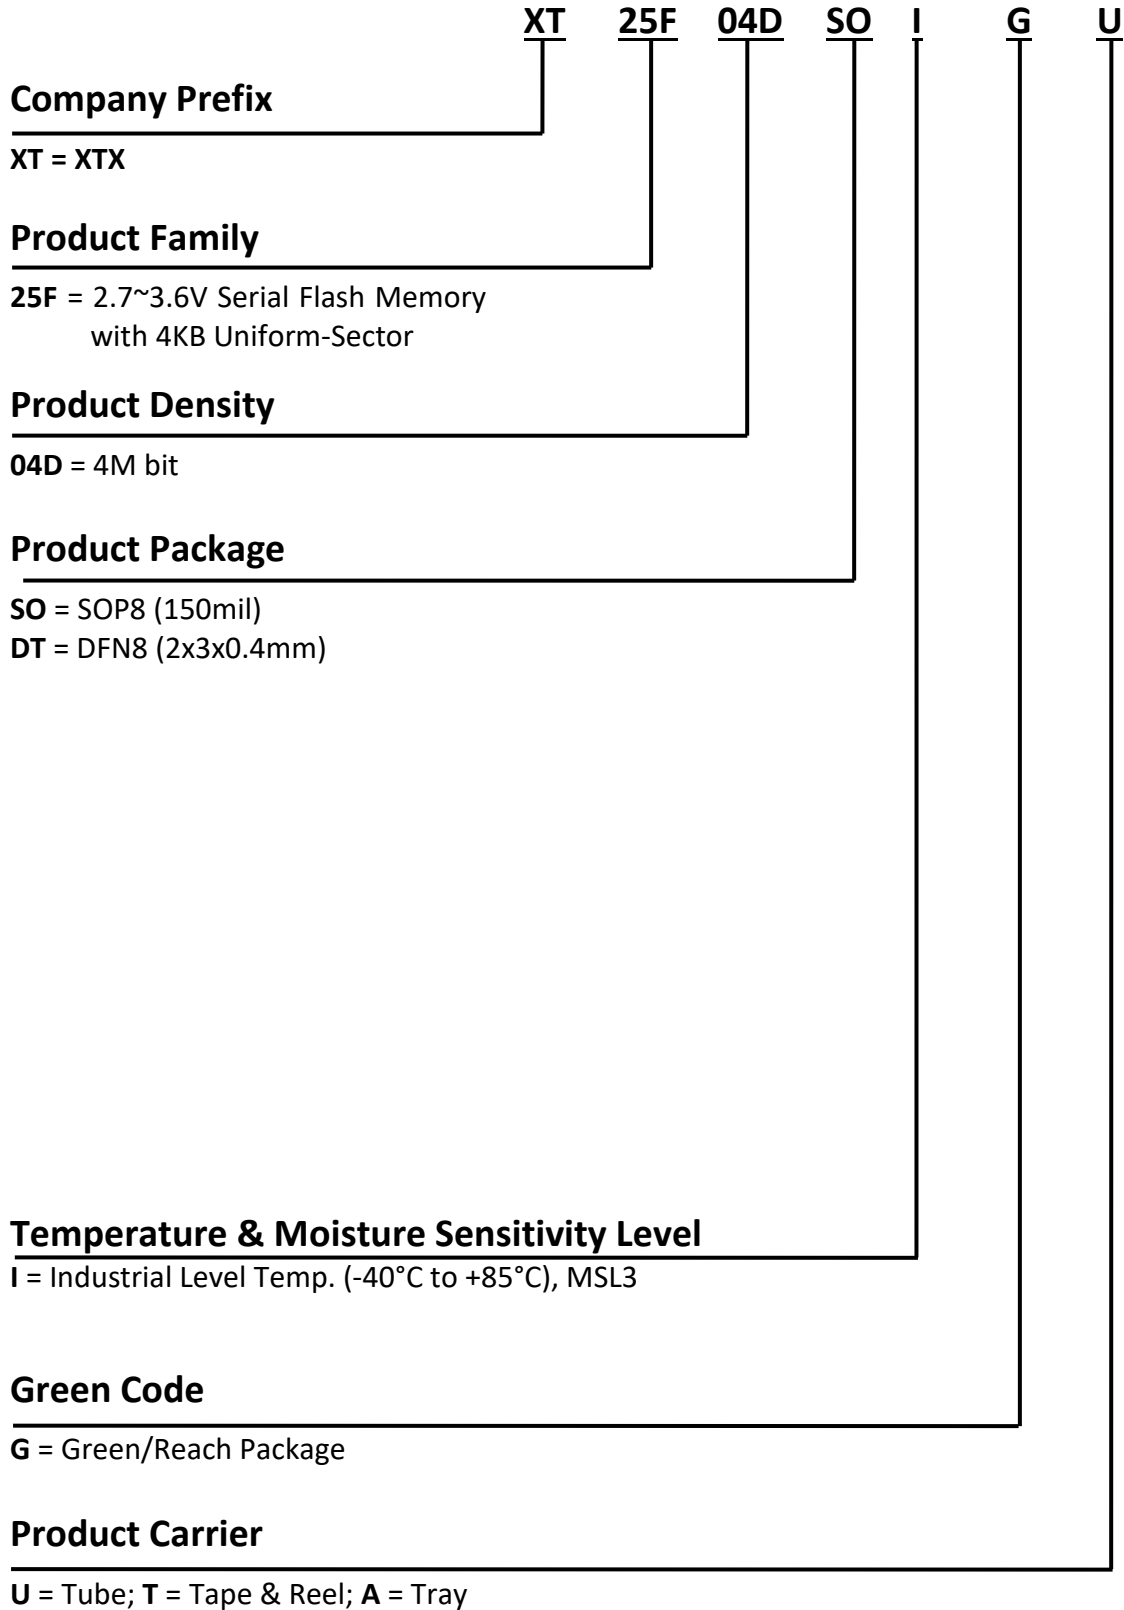 XT 25F 04D SO I G U
Company Prefix
XT = XTX
Product Family
25F = 2.7~3.6V Serial Flash Memory
with 4KB Uniform-Sector
Product Density
04D = 4M bit
Product Package
SO = SOP8 (150mil)
DT = DFN8 (2x3x0.4mm)
Temperature & Moisture Sensitivity Level
I = Industrial Level Temp. (-40°C to +85°C), MSL3
Green Code
G = Green/Reach Package
Product Carrier
U = Tube; T = Tape & Reel; A = Tray